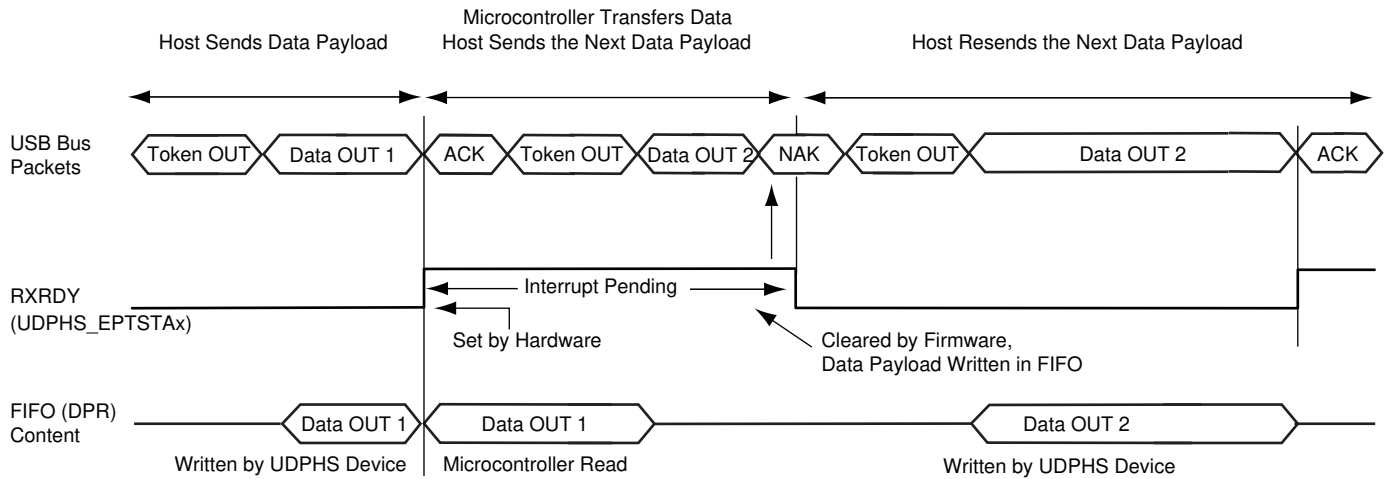 Host Sends Data Payload
Microcontroller Transfers Data
Host Sends the Next Data Payload
Host Resends the Next Data Payload
USB Bus
Packets
Token OUT
Data OUT 1
ACK
Token OUT
Data OUT 2
NAK
Token OUT
Data OUT 2
ACK
RXRDY
(UDPHS_EPTSTAx)
Interrupt Pending
Set by Hardware
Cleared by Firmware,
Data Payload Written in FIFO
FIFO (DPR)
Content
Data OUT 1
Data OUT 1
Data OUT 2
Written by UDPHS Device
Microcontroller Read
Written by UDPHS Device